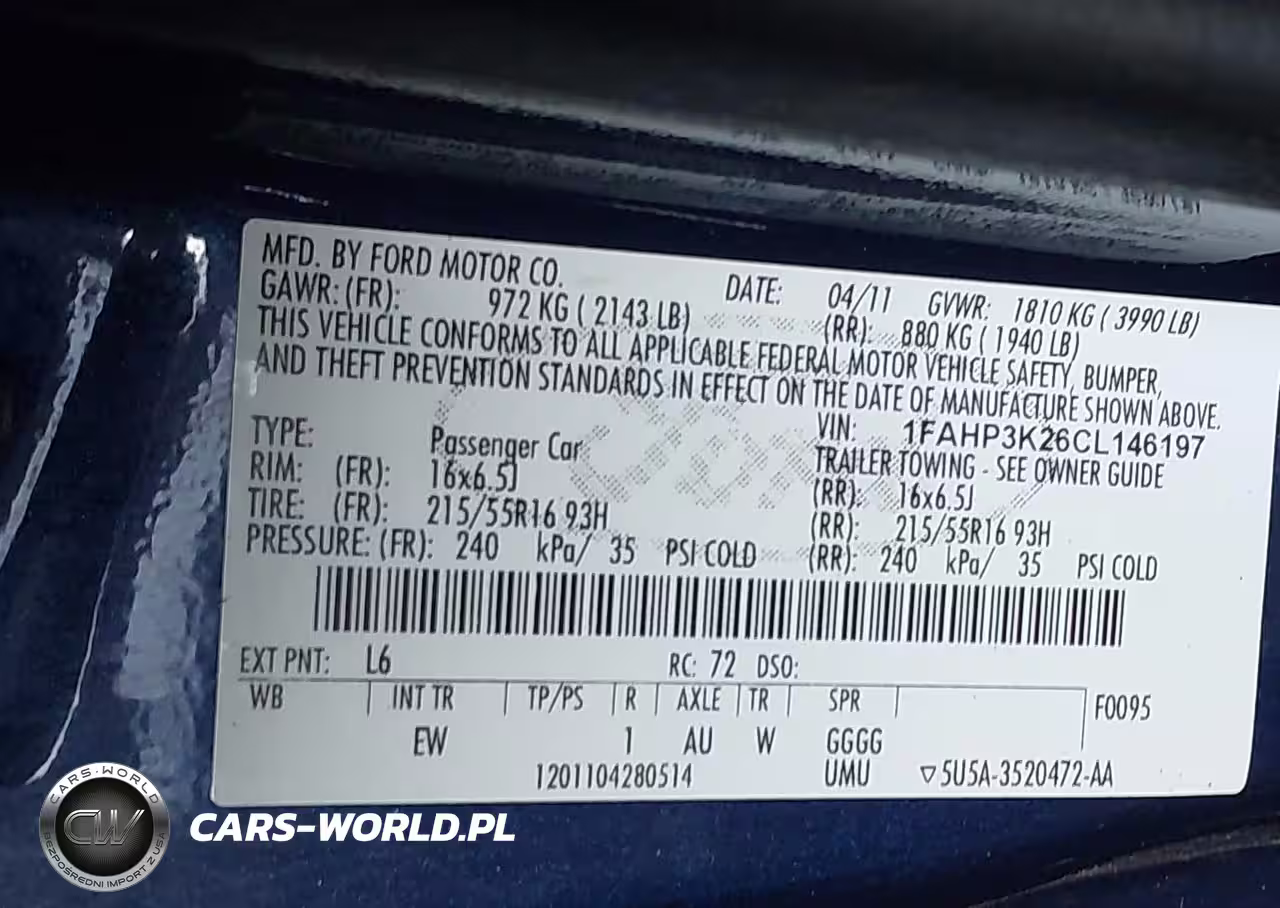 MFD. BY FORD MOTOR CO. DATE: 04/11 GVWR: 1810 KG ( 3990 LB)
GAWR: (FR): 972 KG ( 2143 LB) (RR): 880 KG ( 1940 LB)
THIS VEHICLE CONFORMS TO ALL APPLICABLE FEDERAL MOTOR VEHICLE SAFETY, BUMPER,
AND THEFT PREVENTION STANDARDS IN EFFECT ON THE DATE OF MANUFACTURE SHOWN ABOVE.
VIN: 1FAHP3K26CL146197
TYPE: Passenger Car TRAILER TOWING - SEE OWNER GUIDE
RIM: (FR): 16x6.5J (RR): 16x6.5J
TIRE: (FR): 215/55R16 93H (RR): 215/55R16 93H
PRESSURE: (FR): 240 kPa/ 35 PSI COLD (RR): 240 kPa/ 35 PSI COLD
EXT PNT: L6 RC: 72 DSO:
WB INT TR TP/PS R AXLE TR SPR F0095
EW 1 AU W GGGG
1201104280514 UMU ▽5U5A-3520472-AA
CARS-WORLD
CW
BEZPOŚREDNI IMPORT Z USA
CARS-WORLD.PL